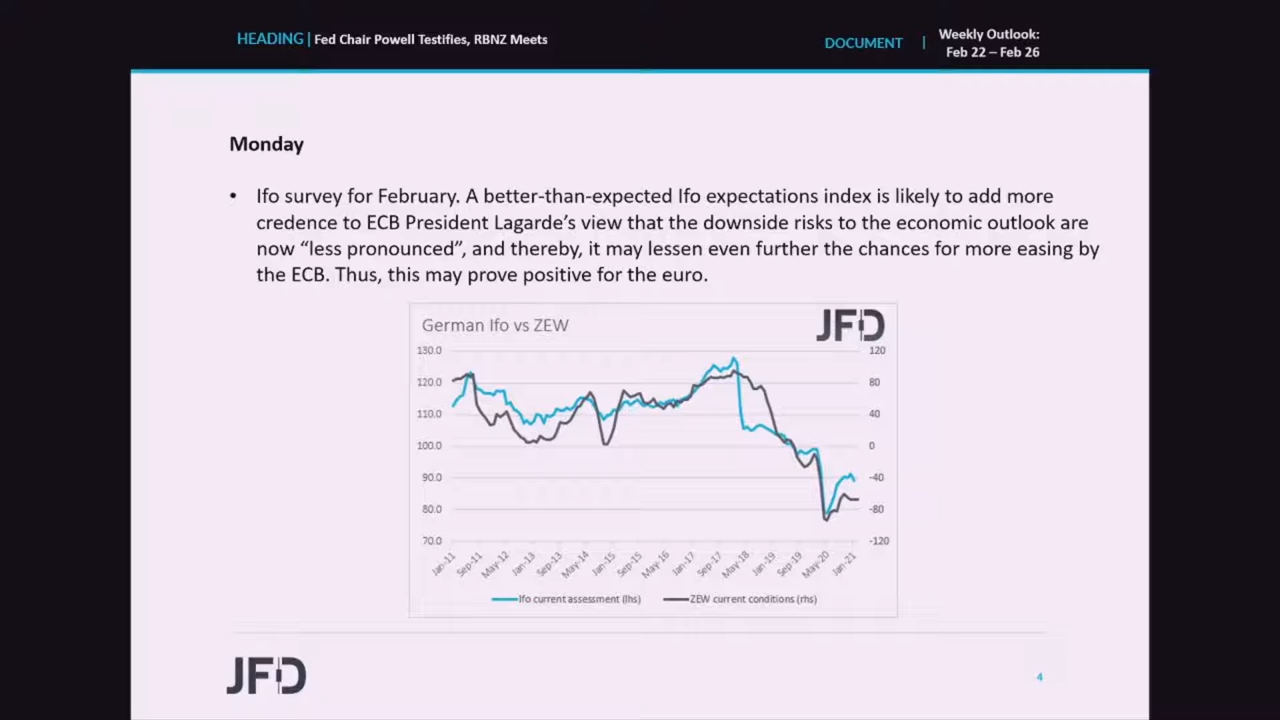 HEADING | Fed Chair Powell Testifies, RBNZ Meets
DOCUMENT | Weekly Outlook:
Feb 22 – Feb 26
Monday
• Ifo survey for February. A better-than-expected Ifo expectations index is likely to add more
credence to ECB President Lagarde’s view that the downside risks to the economic outlook are
now “less pronounced”, and thereby, it may lessen even further the chances for more easing by
the ECB. Thus, this may prove positive for the euro.
German Ifo vs ZEW
JFD
130.0 120
120.0 80
110.0 40
100.0 0
90.0 -40
80.0 -80
70.0 -120
Jan-11 Sep-11 May-12 Jan-13 Sep-13 May-14 Jan-15 Sep-15 May-16 Jan-17 Sep-17 May-18 Jan-19 Sep-19 May-20 Jan-21
Ifo current assessment (lhs) ZEW current conditions (rhs)
JFD
4